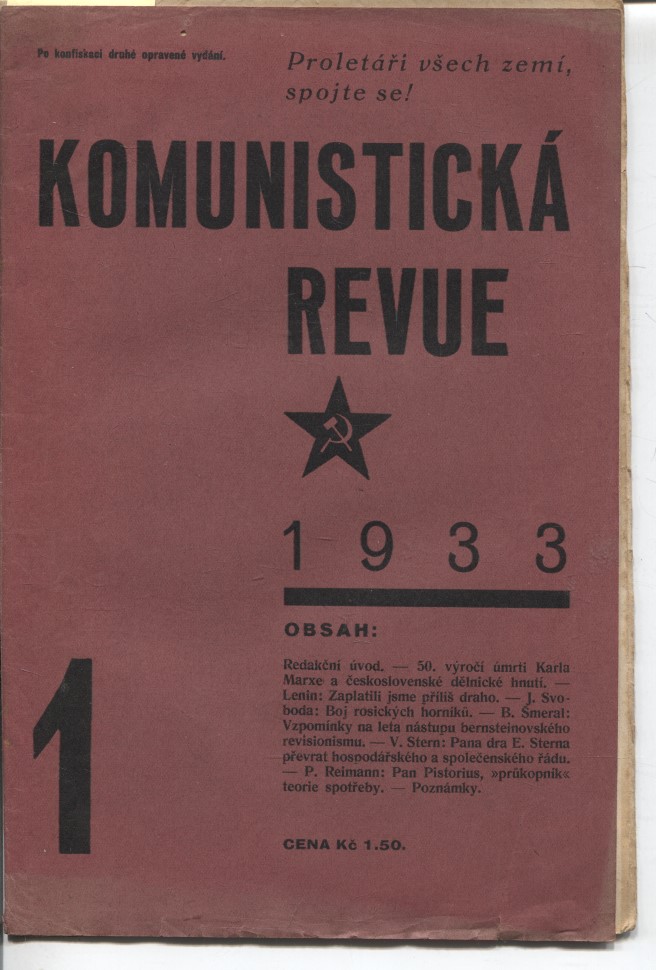 Po konfiskaci druhé opravené vydání.
Proletáři všech zemí,
spojte se!
KOMUNISTICKÁ
REVUE
1933
OBSAH:
Redakční úvod. — 50. výročí úmrtí Karla
Marxe a československé dělnické hnutí. —
Lenin: Zaplatili jsme příliš draho. — J. Svo-
boda: Boj rosických horníků. — B. Šmeral:
Vzpomínky na leta nástupu bernsteinovského
revisionismu. — V. Stern: Pana dra E. Sterna
převrat hospodářského a společenského řádu.
— P. Reimann: Pan Pistorius, »průkopník«
teorie spotřeby. — Poznámky.
1
CENA Kč 1.50.